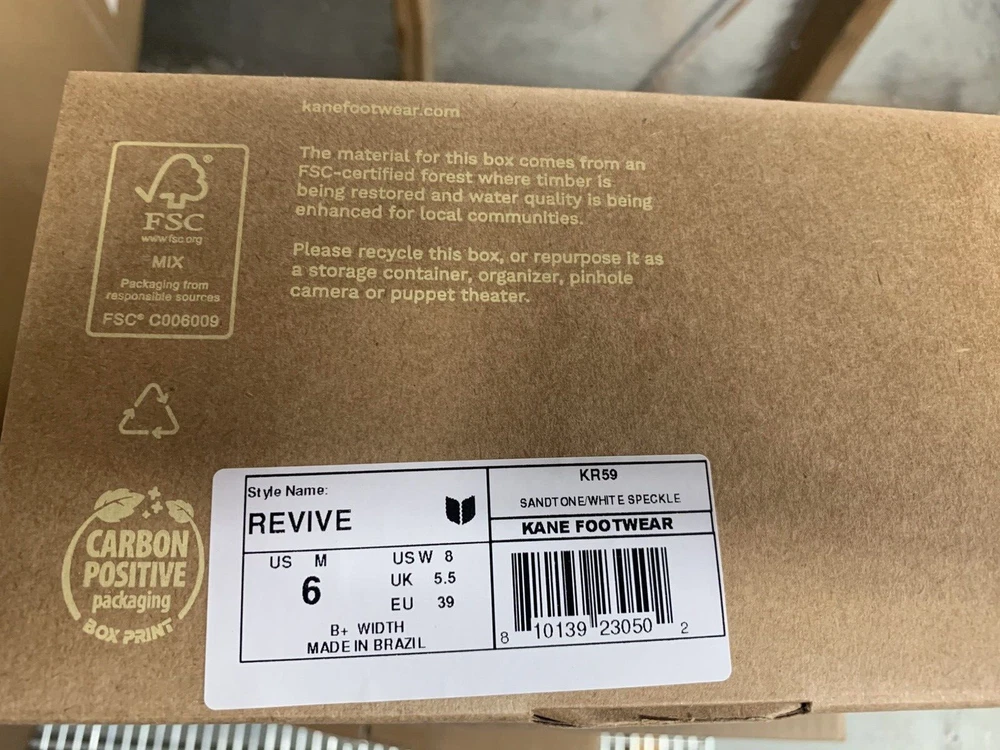 kanefootwear.com
The material for this box comes from an
FSC-certified forest where timber is
being restored and water quality is being
enhanced for local communities.
Please recycle this box, or repurpose it as
a storage container, organizer, pinhole
camera or puppet theater.
FSC
www.fsc.org
MIX
Packaging from
responsible sources
FSC® C006009
CARBON
POSITIVE
packaging
BOX PRINT
Style Name:
REVIVE
US M
6
US W 8
UK 5.5
EU 39
B+ WIDTH
MADE IN BRAZIL
KR59
SANDTONE/WHITE SPECKLE
KANE FOOTWEAR
8 10139 23050 2